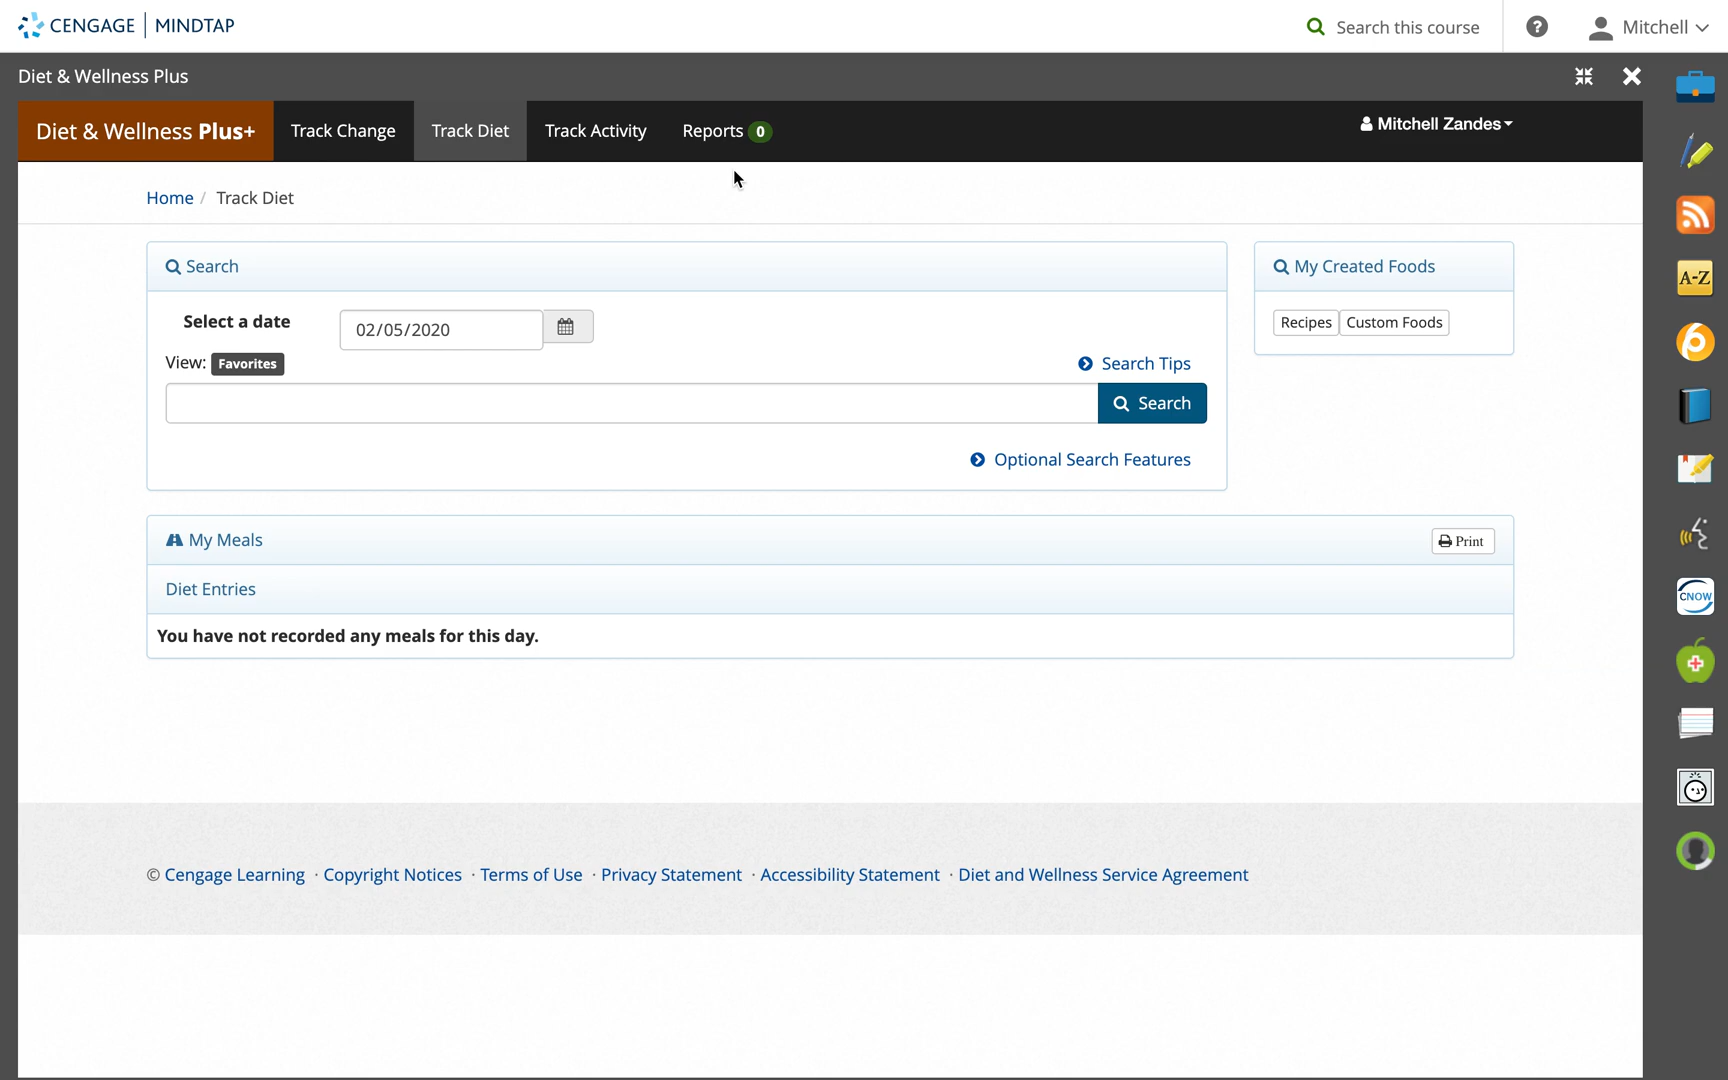 CENGAGE | MINDTAP
Search this course
? Mitchell
Diet & Wellness Plus
Diet & Wellness Plus+ Track Change Track Diet Track Activity Reports 0 Mitchell Zandes
Home / Track Diet
Search
Select a date 02/05/2020
View: Favorites
Search Tips
Search
Optional Search Features
My Created Foods
Recipes Custom Foods
My Meals Print
Diet Entries
You have not recorded any meals for this day.
© Cengage Learning · Copyright Notices · Terms of Use · Privacy Statement · Accessibility Statement · Diet and Wellness Service Agreement
A-Z
CNOW